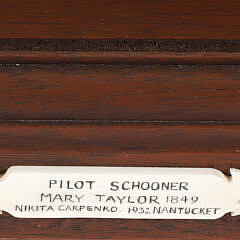 PILOT SCHOONER
MARY TAYLOR 1849
NIKITA CARPENKO. 1932 NANTUCKET